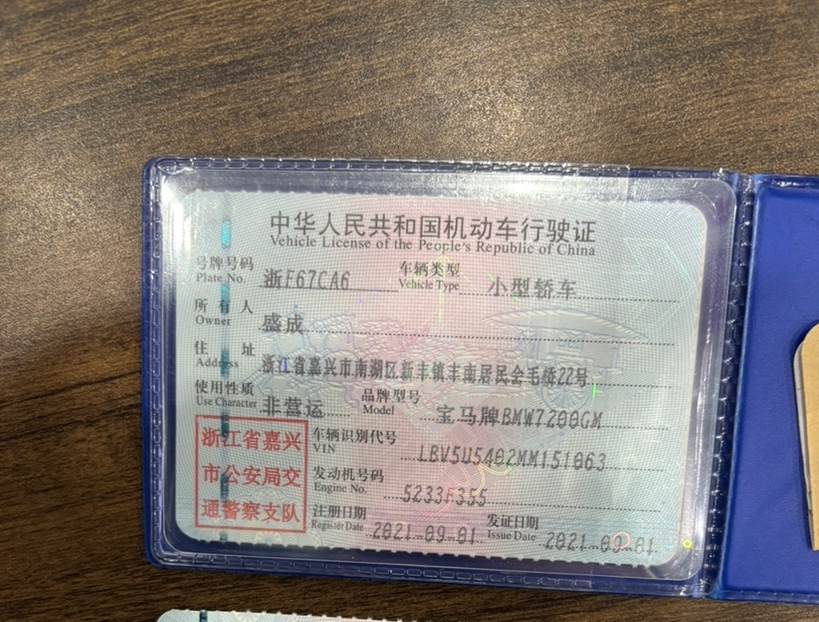 中华人民共和国机动车行驶证
Vehicle License of the People's Republic of China
号牌号码 浙F67CA6 车辆类型 小型轿车
Plate No. Vehicle Type
所有人 盛成
Owner
住址 浙江省嘉兴市南湖区新丰镇丰南居民会毛桥22号
Address
使用性质 非营运 品牌型号 宝马牌BMW7200GM
Use Character Model
浙江省嘉兴
市公安局交
通警察支队
车辆识别代号 LBV5U5402MM151063
VIN
发动机号码 5233F355
Engine No.
注册日期 2021-09-01 发证日期 2021-09-01
Register Date Issue Date